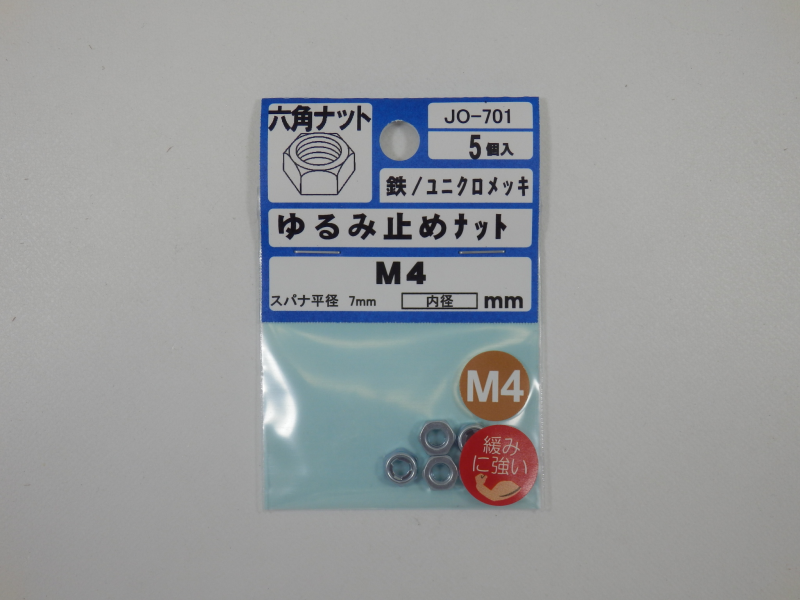 六角ナット
JO-701
5個入
鉄/ユニクロメッキ
ゆるみ止めナット
M4
スパナ平径 7mm 内径 mm
M4
緩み
に強い